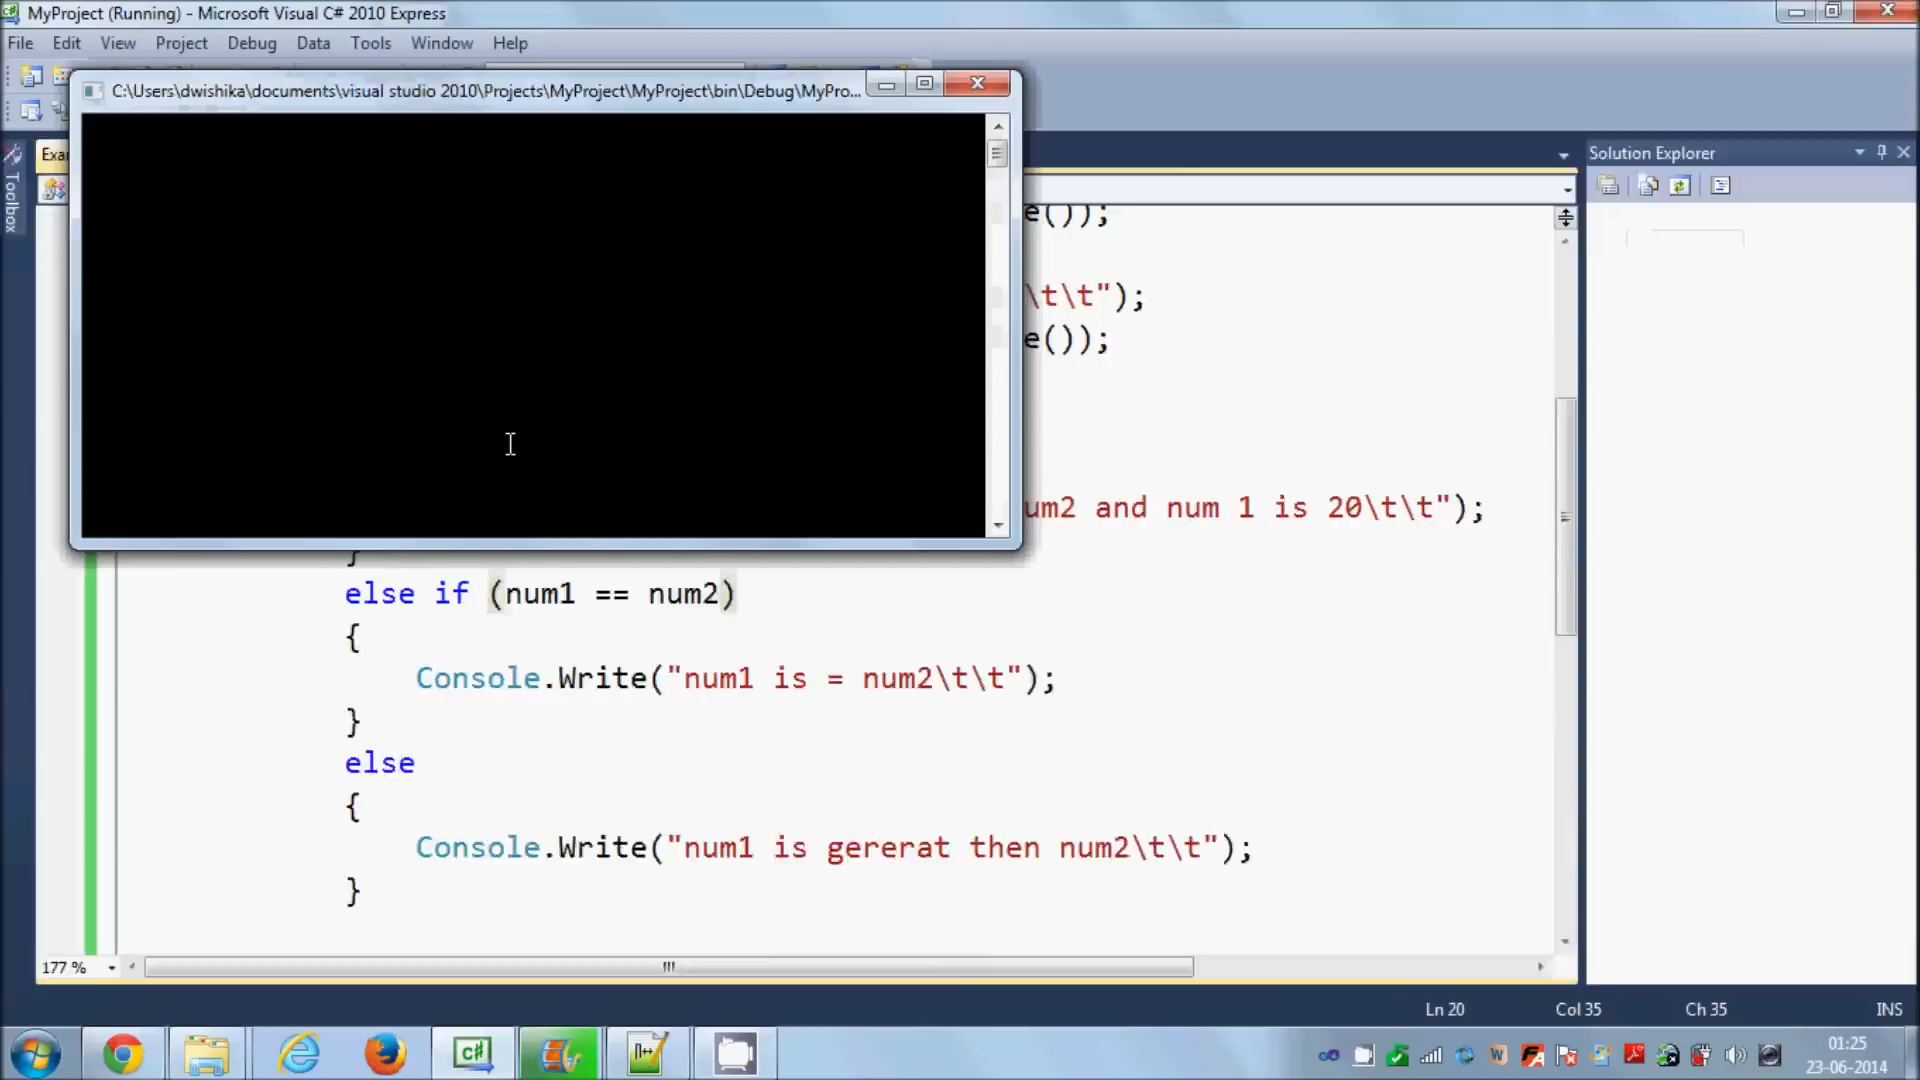 MyProject (Running) - Microsoft Visual C# 2010 Express
File Edit View Project Debug Data Tools Window Help
C:\Users\dwishika\documents\visual studio 2010\Projects\MyProject\MyProject\bin\Debug\MyPro...
Toolbox
Exa
Solution Explorer
e());
\t\t");
e());
um2 and num 1 is 20\t\t");
}
else if (num1 == num2)
{
Console.Write("num1 is = num2\t\t");
}
else
{
Console.Write("num1 is gererat then num2\t\t");
}
177 %
Ln 20 Col 35 Ch 35 INS
01:25
23-06-2014